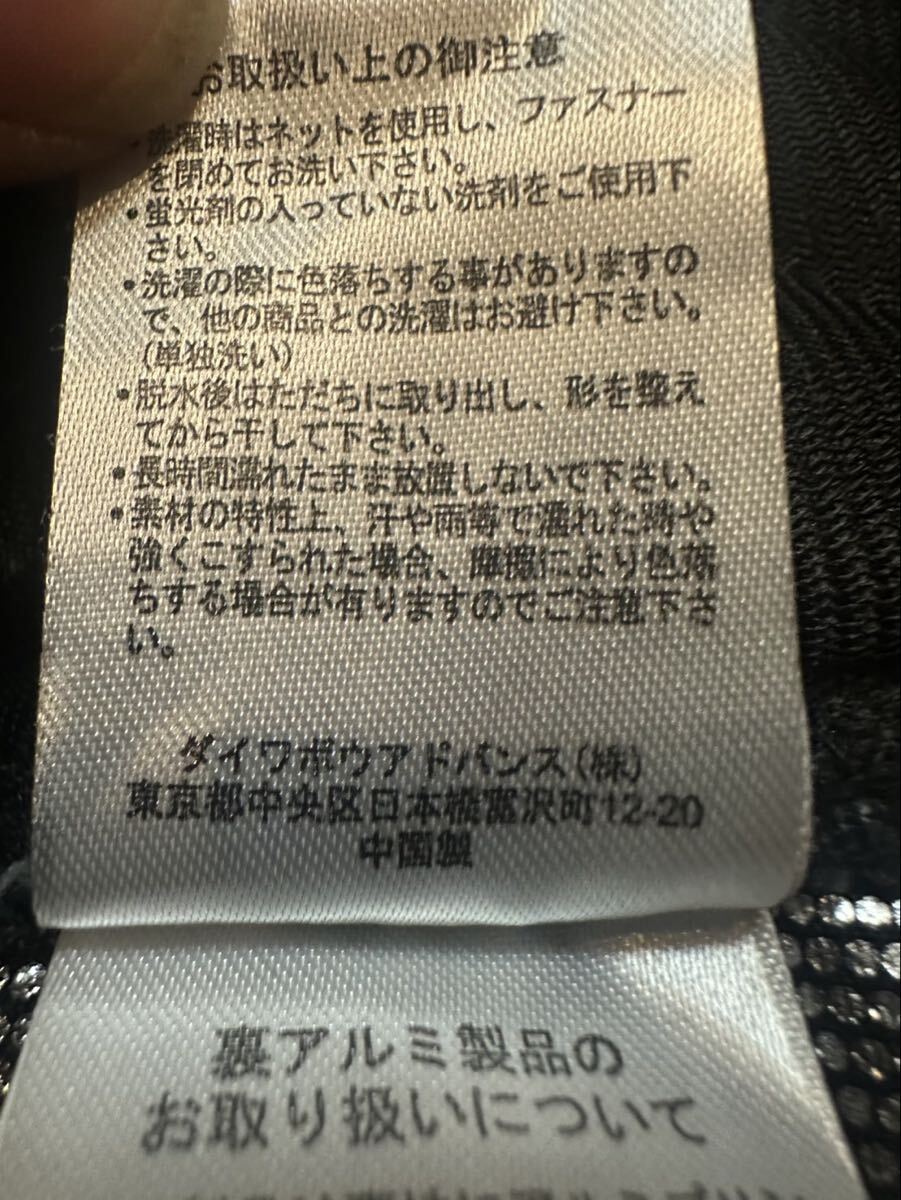 お取扱い上の御注意
・洗濯時はネットを使用し、ファスナー
を閉めてお洗い下さい。
・蛍光剤の入っていない洗剤をご使用下
さい。
・洗濯の際に色落ちする事がありますの
で、他の商品との洗濯はお避け下さい。
(単独洗い)
・脱水後はただちに取り出し、形を整え
てから干して下さい。
・長時間濡れたまま放置しないで下さい。
・素材の特性上、汗や雨等で濡れた時や
強くこすられた場合、摩擦により色落
ちする場合が有りますのでご注意下さ
い。
ダイワボウアドバンス(株)
東京都中央区日本橋富沢町12-20
中国製
裏アルミ製品の
お取り扱いについて